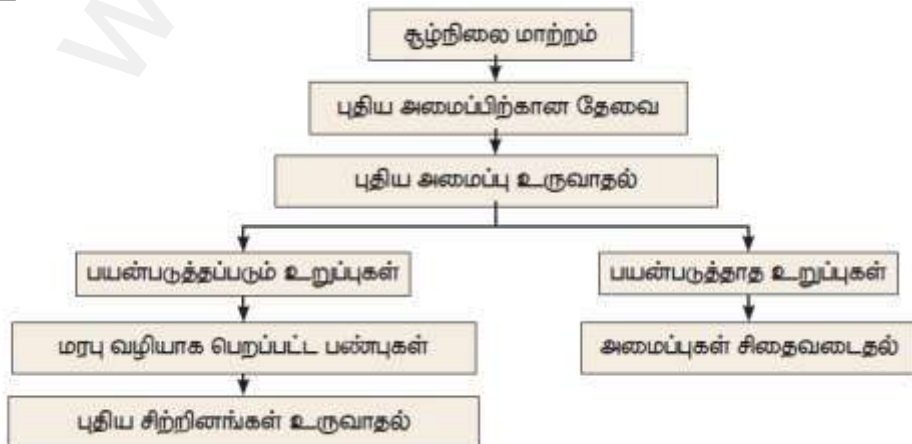 சூழ்நிலை மாற்றம்
புதிய அமைப்பிற்கான தேவை
புதிய அமைப்பு உருவாதல்
பயன்படுத்தப்படும் உறுப்புகள்
பயன்படுத்தாத உறுப்புகள்
மரபு வழியாக பெறப்பட்ட பண்புகள்
அமைப்புகள் சிதைவடைதல்
புதிய சிற்றினங்கள் உருவாதல்